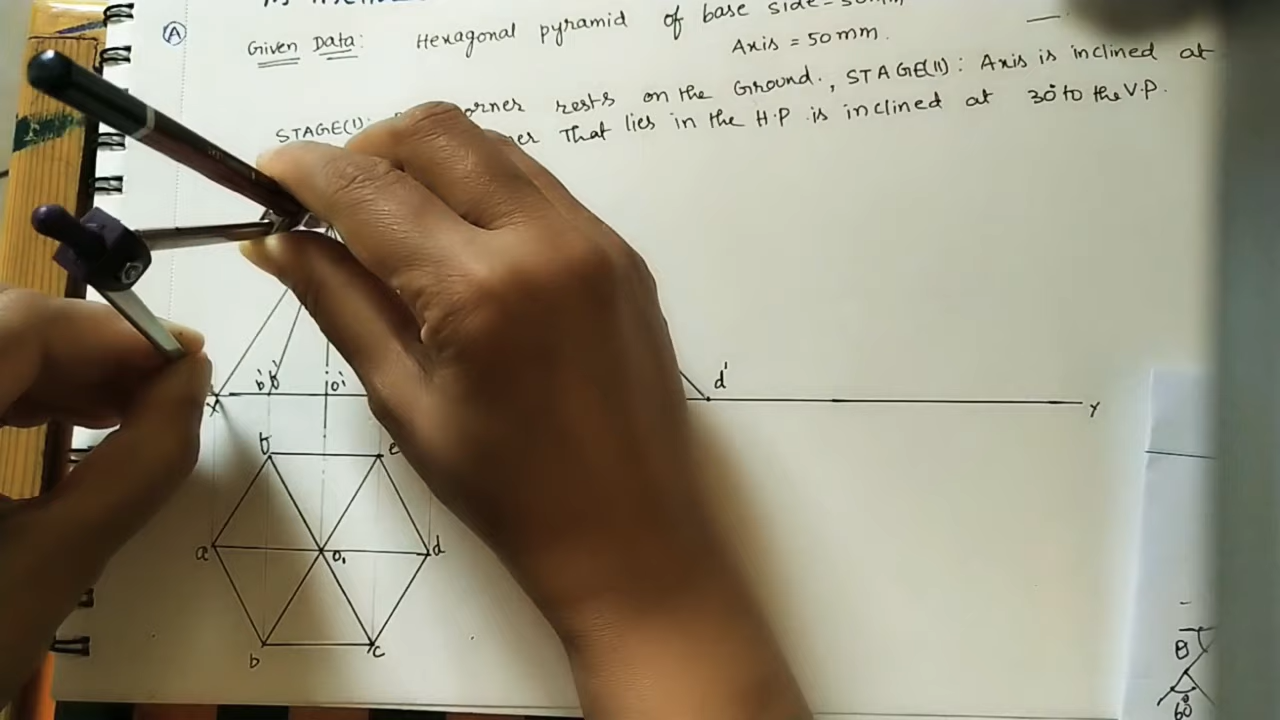 A
Given Data: Hexagonal pyramid of base side =
Axis = 50mm.
STAGE(I): rests on the Ground., STAGE(II): Axis is inclined at
That lies in the H.P is inclined at 30° to the V.P.
d'
b' o'
X Y
f e
a o₁ d
b c
θ
60°